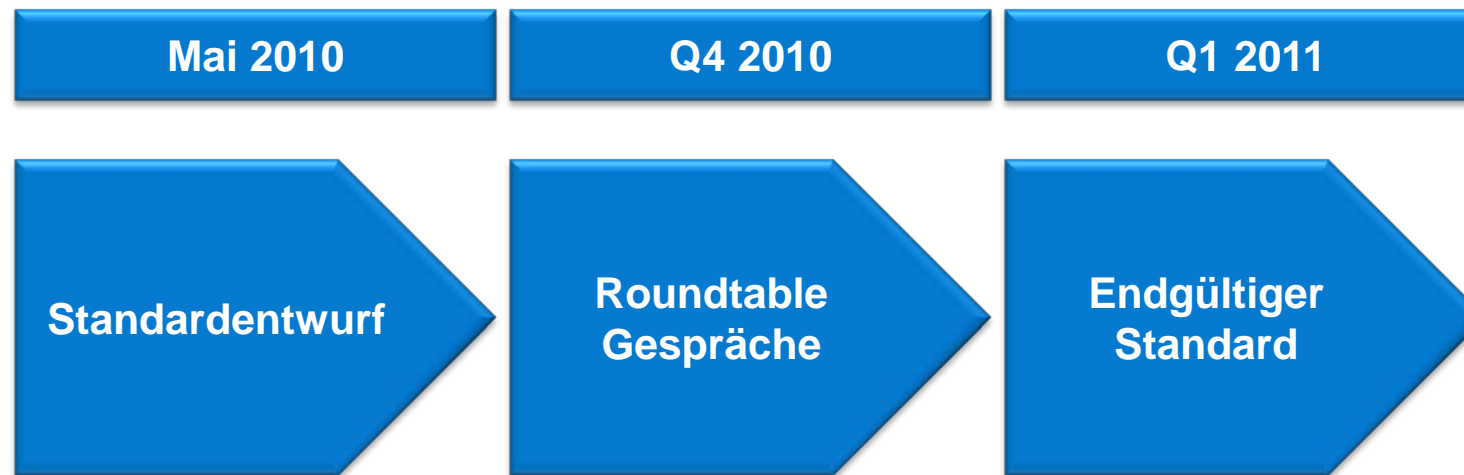 Mai 2010
Q4 2010
Q1 2011
Standardentwurf
Roundtable
Gespräche
Endgültiger
Standard